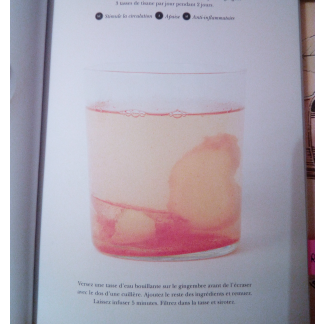 3 tasses de tisane par jour pendant 2 jours.
Stimule la circulation Apaise Anti-inflammatoire
Versez une tasse d'eau bouillante sur le gingembre avant de l'écraser
avec le dos d'une cuillère. Ajoutez le reste des ingrédients et remuez.
Laissez infuser 5 minutes. Filtrez dans la tasse et sirotez.